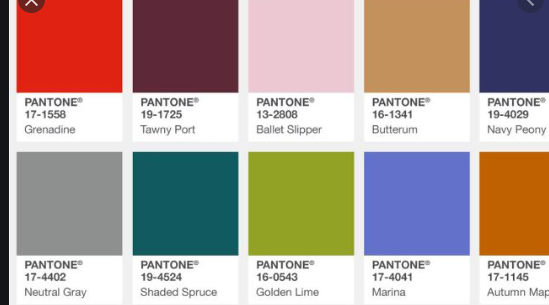 PANTONE®
17-1558
Grenadine
PANTONE®
19-1725
Tawny Port
PANTONE®
13-2808
Ballet Slipper
PANTONE®
16-1341
Butterum
PANTONE®
19-4029
Navy Peony
PANTONE®
17-4402
Neutral Gray
PANTONE®
19-4524
Shaded Spruce
PANTONE®
16-0543
Golden Lime
PANTONE®
17-4041
Marina
PANTONE®
17-1145
Autumn